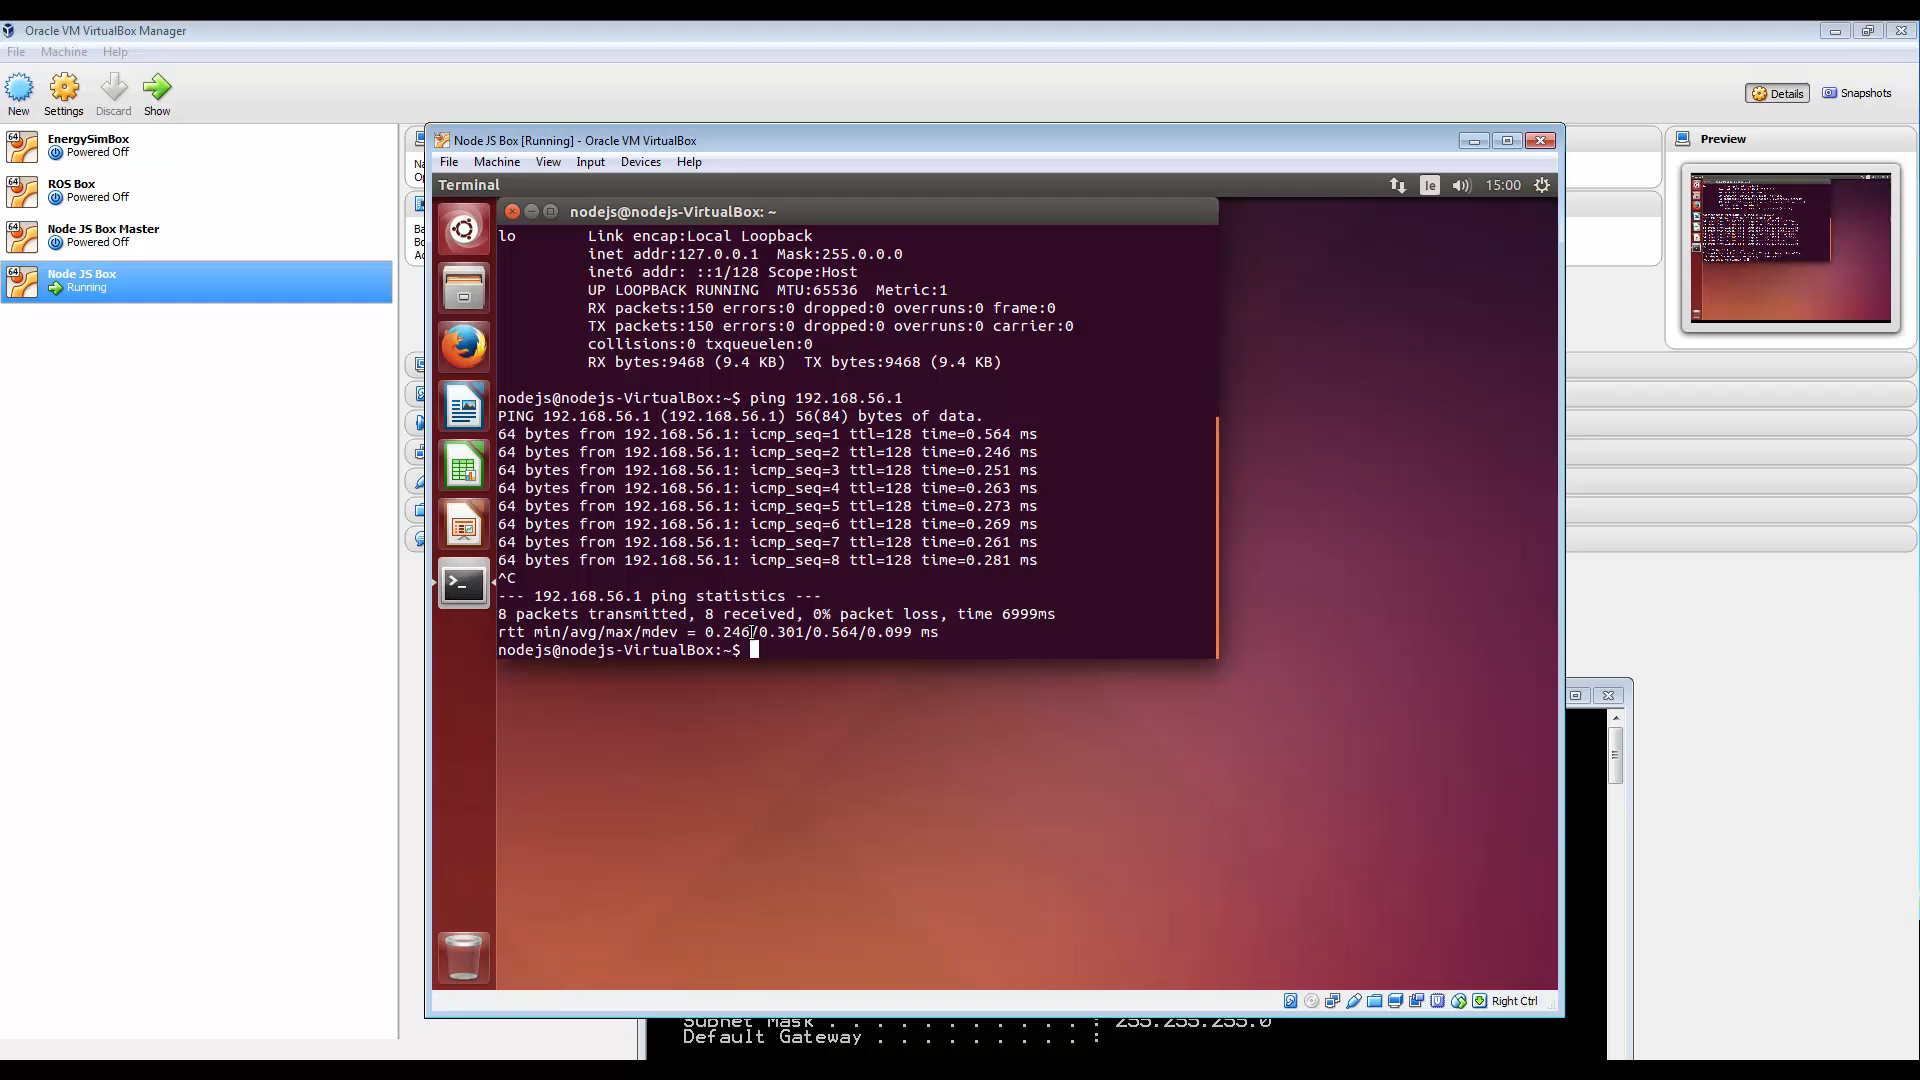 Oracle VM VirtualBox Manager
File Machine Help
New Settings Discard Show
Details Snapshots
64 EnergySimBox
Powered Off
64 ROS Box
Powered Off
64 Node JS Box Master
Powered Off
64 Node JS Box
Running
Preview
Node JS Box [Running] - Oracle VM VirtualBox
File Machine View Input Devices Help
Terminal
Ie 15:00
nodejs@nodejs-VirtualBox: ~
lo Link encap:Local Loopback
inet addr:127.0.0.1 Mask:255.0.0.0
inet6 addr: ::1/128 Scope:Host
UP LOOPBACK RUNNING MTU:65536 Metric:1
RX packets:150 errors:0 dropped:0 overruns:0 frame:0
TX packets:150 errors:0 dropped:0 overruns:0 carrier:0
collisions:0 txqueuelen:0
RX bytes:9468 (9.4 KB) TX bytes:9468 (9.4 KB)
nodejs@nodejs-VirtualBox:~$ ping 192.168.56.1
PING 192.168.56.1 (192.168.56.1) 56(84) bytes of data.
64 bytes from 192.168.56.1: icmp_seq=1 ttl=128 time=0.564 ms
64 bytes from 192.168.56.1: icmp_seq=2 ttl=128 time=0.246 ms
64 bytes from 192.168.56.1: icmp_seq=3 ttl=128 time=0.251 ms
64 bytes from 192.168.56.1: icmp_seq=4 ttl=128 time=0.263 ms
64 bytes from 192.168.56.1: icmp_seq=5 ttl=128 time=0.273 ms
64 bytes from 192.168.56.1: icmp_seq=6 ttl=128 time=0.269 ms
64 bytes from 192.168.56.1: icmp_seq=7 ttl=128 time=0.261 ms
64 bytes from 192.168.56.1: icmp_seq=8 ttl=128 time=0.281 ms
^C
--- 192.168.56.1 ping statistics ---
8 packets transmitted, 8 received, 0% packet loss, time 6999ms
rtt min/avg/max/mdev = 0.246/0.301/0.564/0.099 ms
nodejs@nodejs-VirtualBox:~$
Right Ctrl
Subnet Mask . . . . . . . . . . . : 255.255.255.0
Default Gateway . . . . . . . . . :